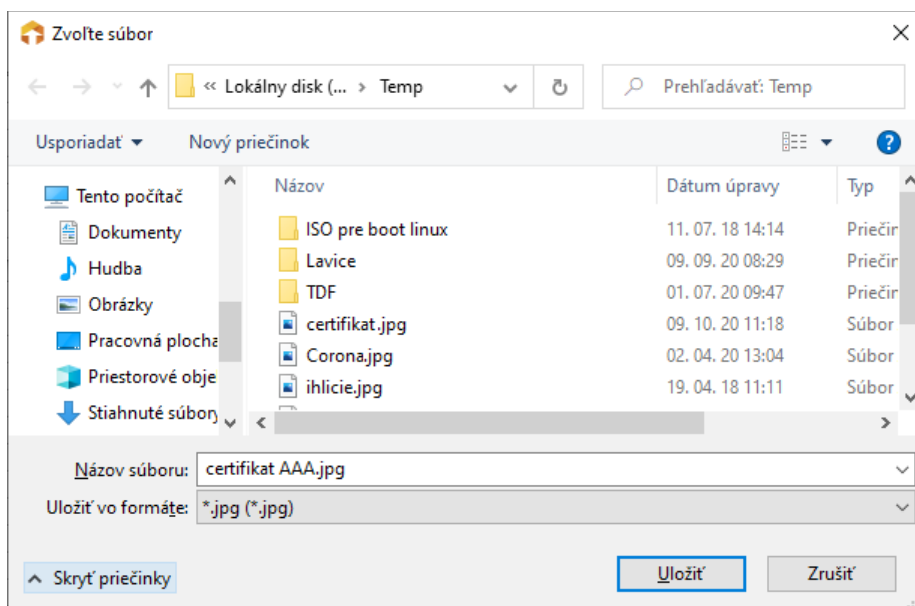 Zvoľte súbor
« Lokálny disk (... › Temp
Prehľadávať: Temp
Usporiadať
Nový priečinok
Tento počítač
Dokumenty
Hudba
Obrázky
Pracovná plocha
Priestorové obje
Stiahnuté súbory
Názov Dátum úpravy Typ
ISO pre boot linux 11. 07. 18 14:14 Priečin
Lavice 09. 09. 20 08:29 Priečin
TDF 01. 07. 20 09:47 Priečin
certifikat.jpg 09. 10. 20 11:18 Súbor
Corona.jpg 02. 04. 20 13:04 Súbor
ihlicie.jpg 19. 04. 18 11:11 Súbor
Názov súboru: certifikat AAA.jpg
Uložiť vo formáte: *.jpg (*.jpg)
Skryť priečinky
Uložiť
Zrušiť